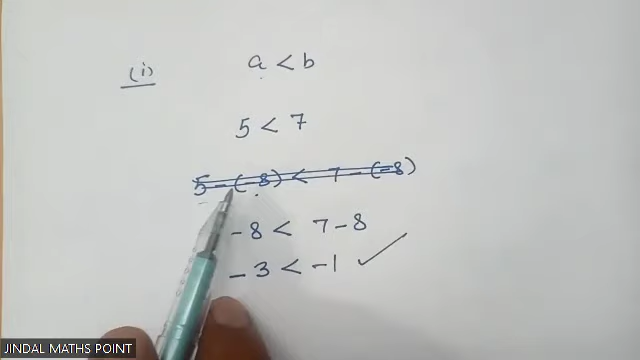 (i) a < b
5 < 7
5 - (-8) < 7 - (-8)
-8 < 7-8
-3 < -1 ✓
JINDAL MATHS POINT